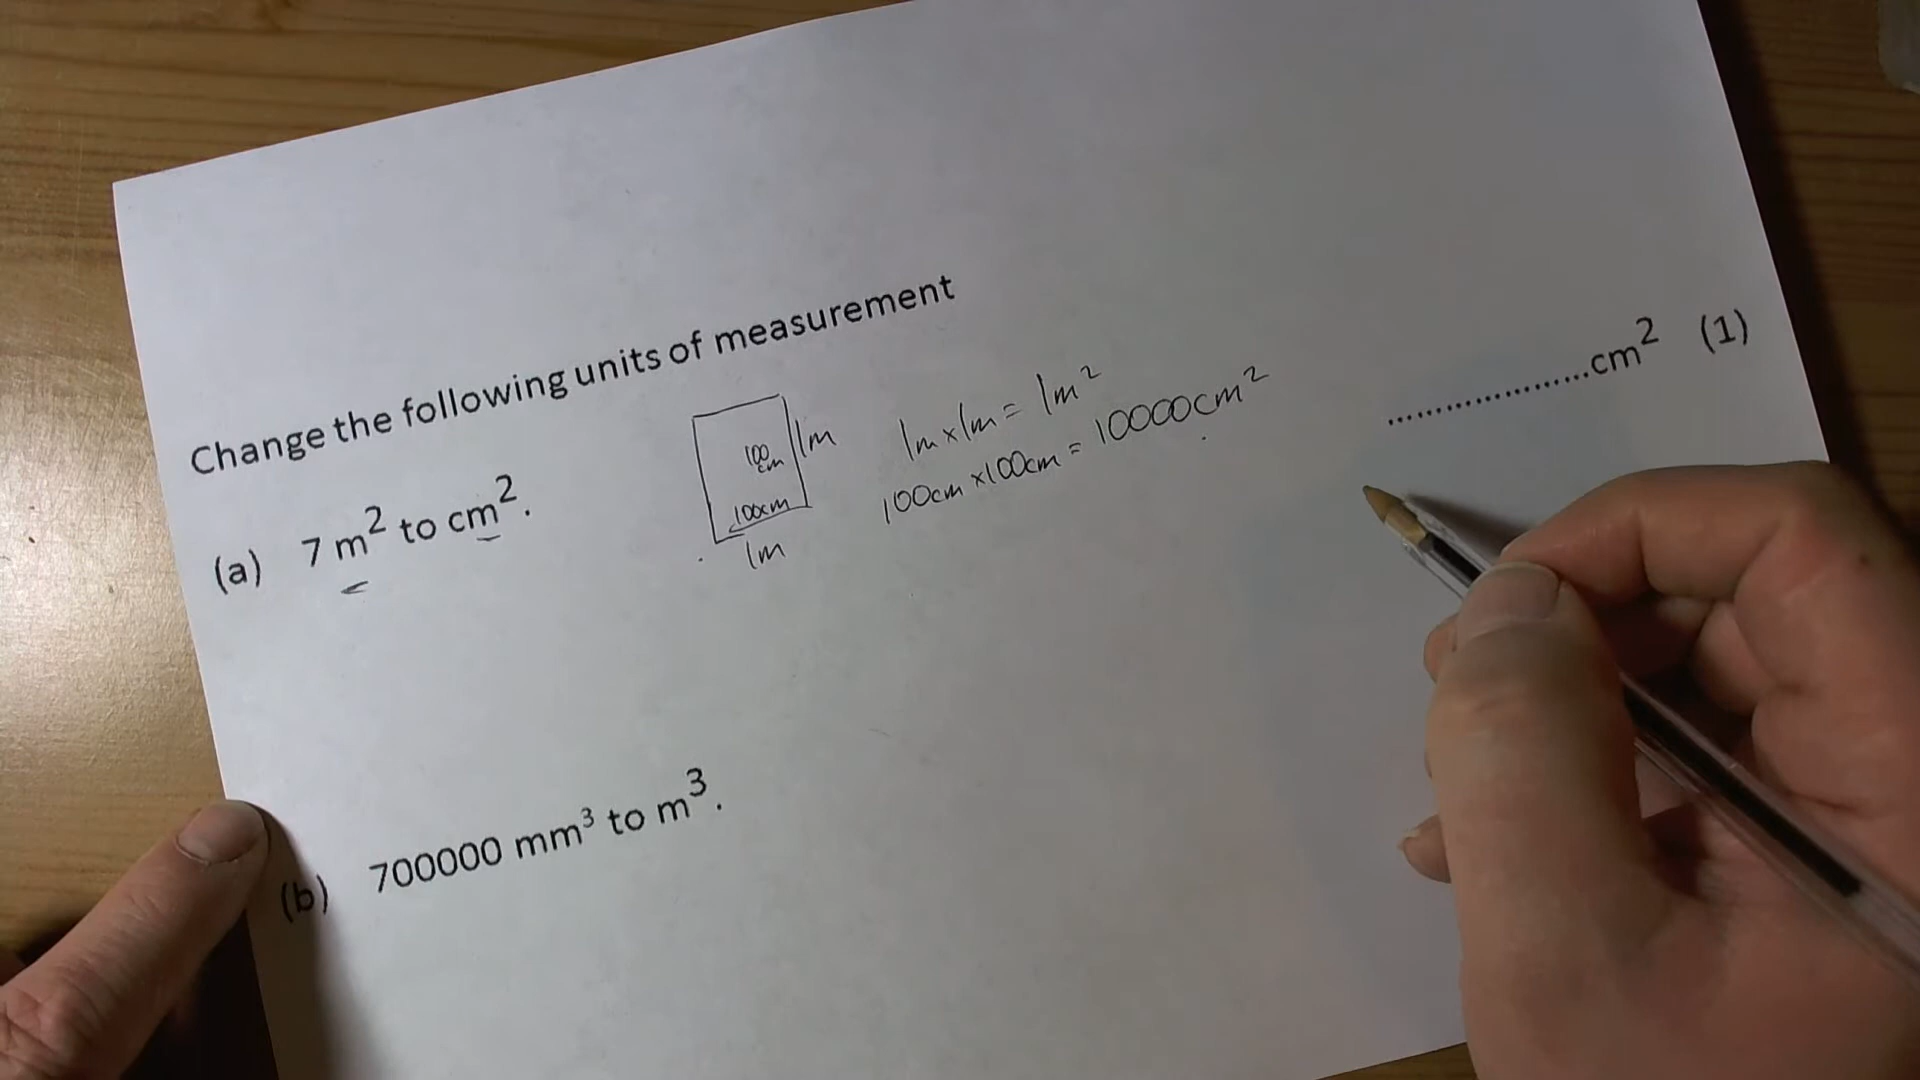 Change the following units of measurement
(a) 7 m² to cm².
100 cm
1m
100cm
1m
1m x 1m = 1m²
100cm x 100cm = 10000cm²
....................cm² (1)
(b) 700000 mm³ to m³.